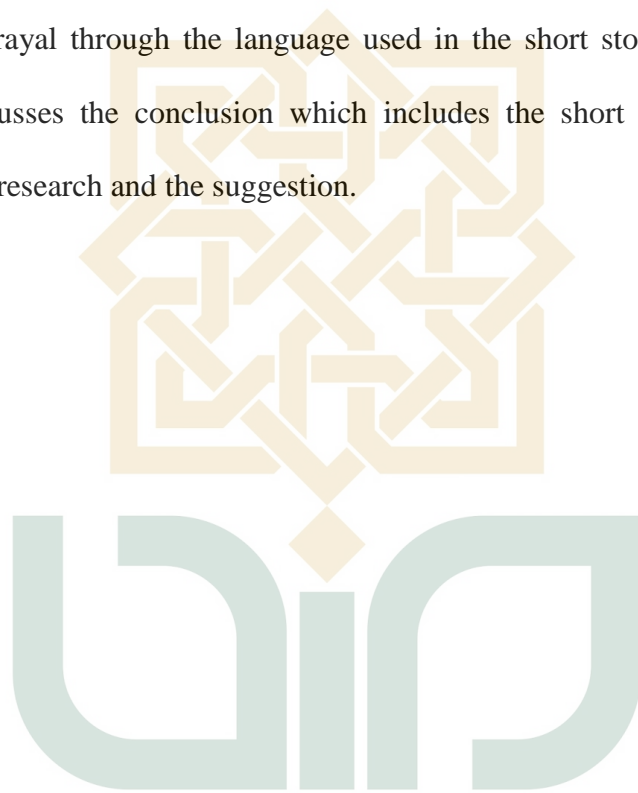 rayal through the language used in the short sto
usses the conclusion which includes the short
research and the suggestion.